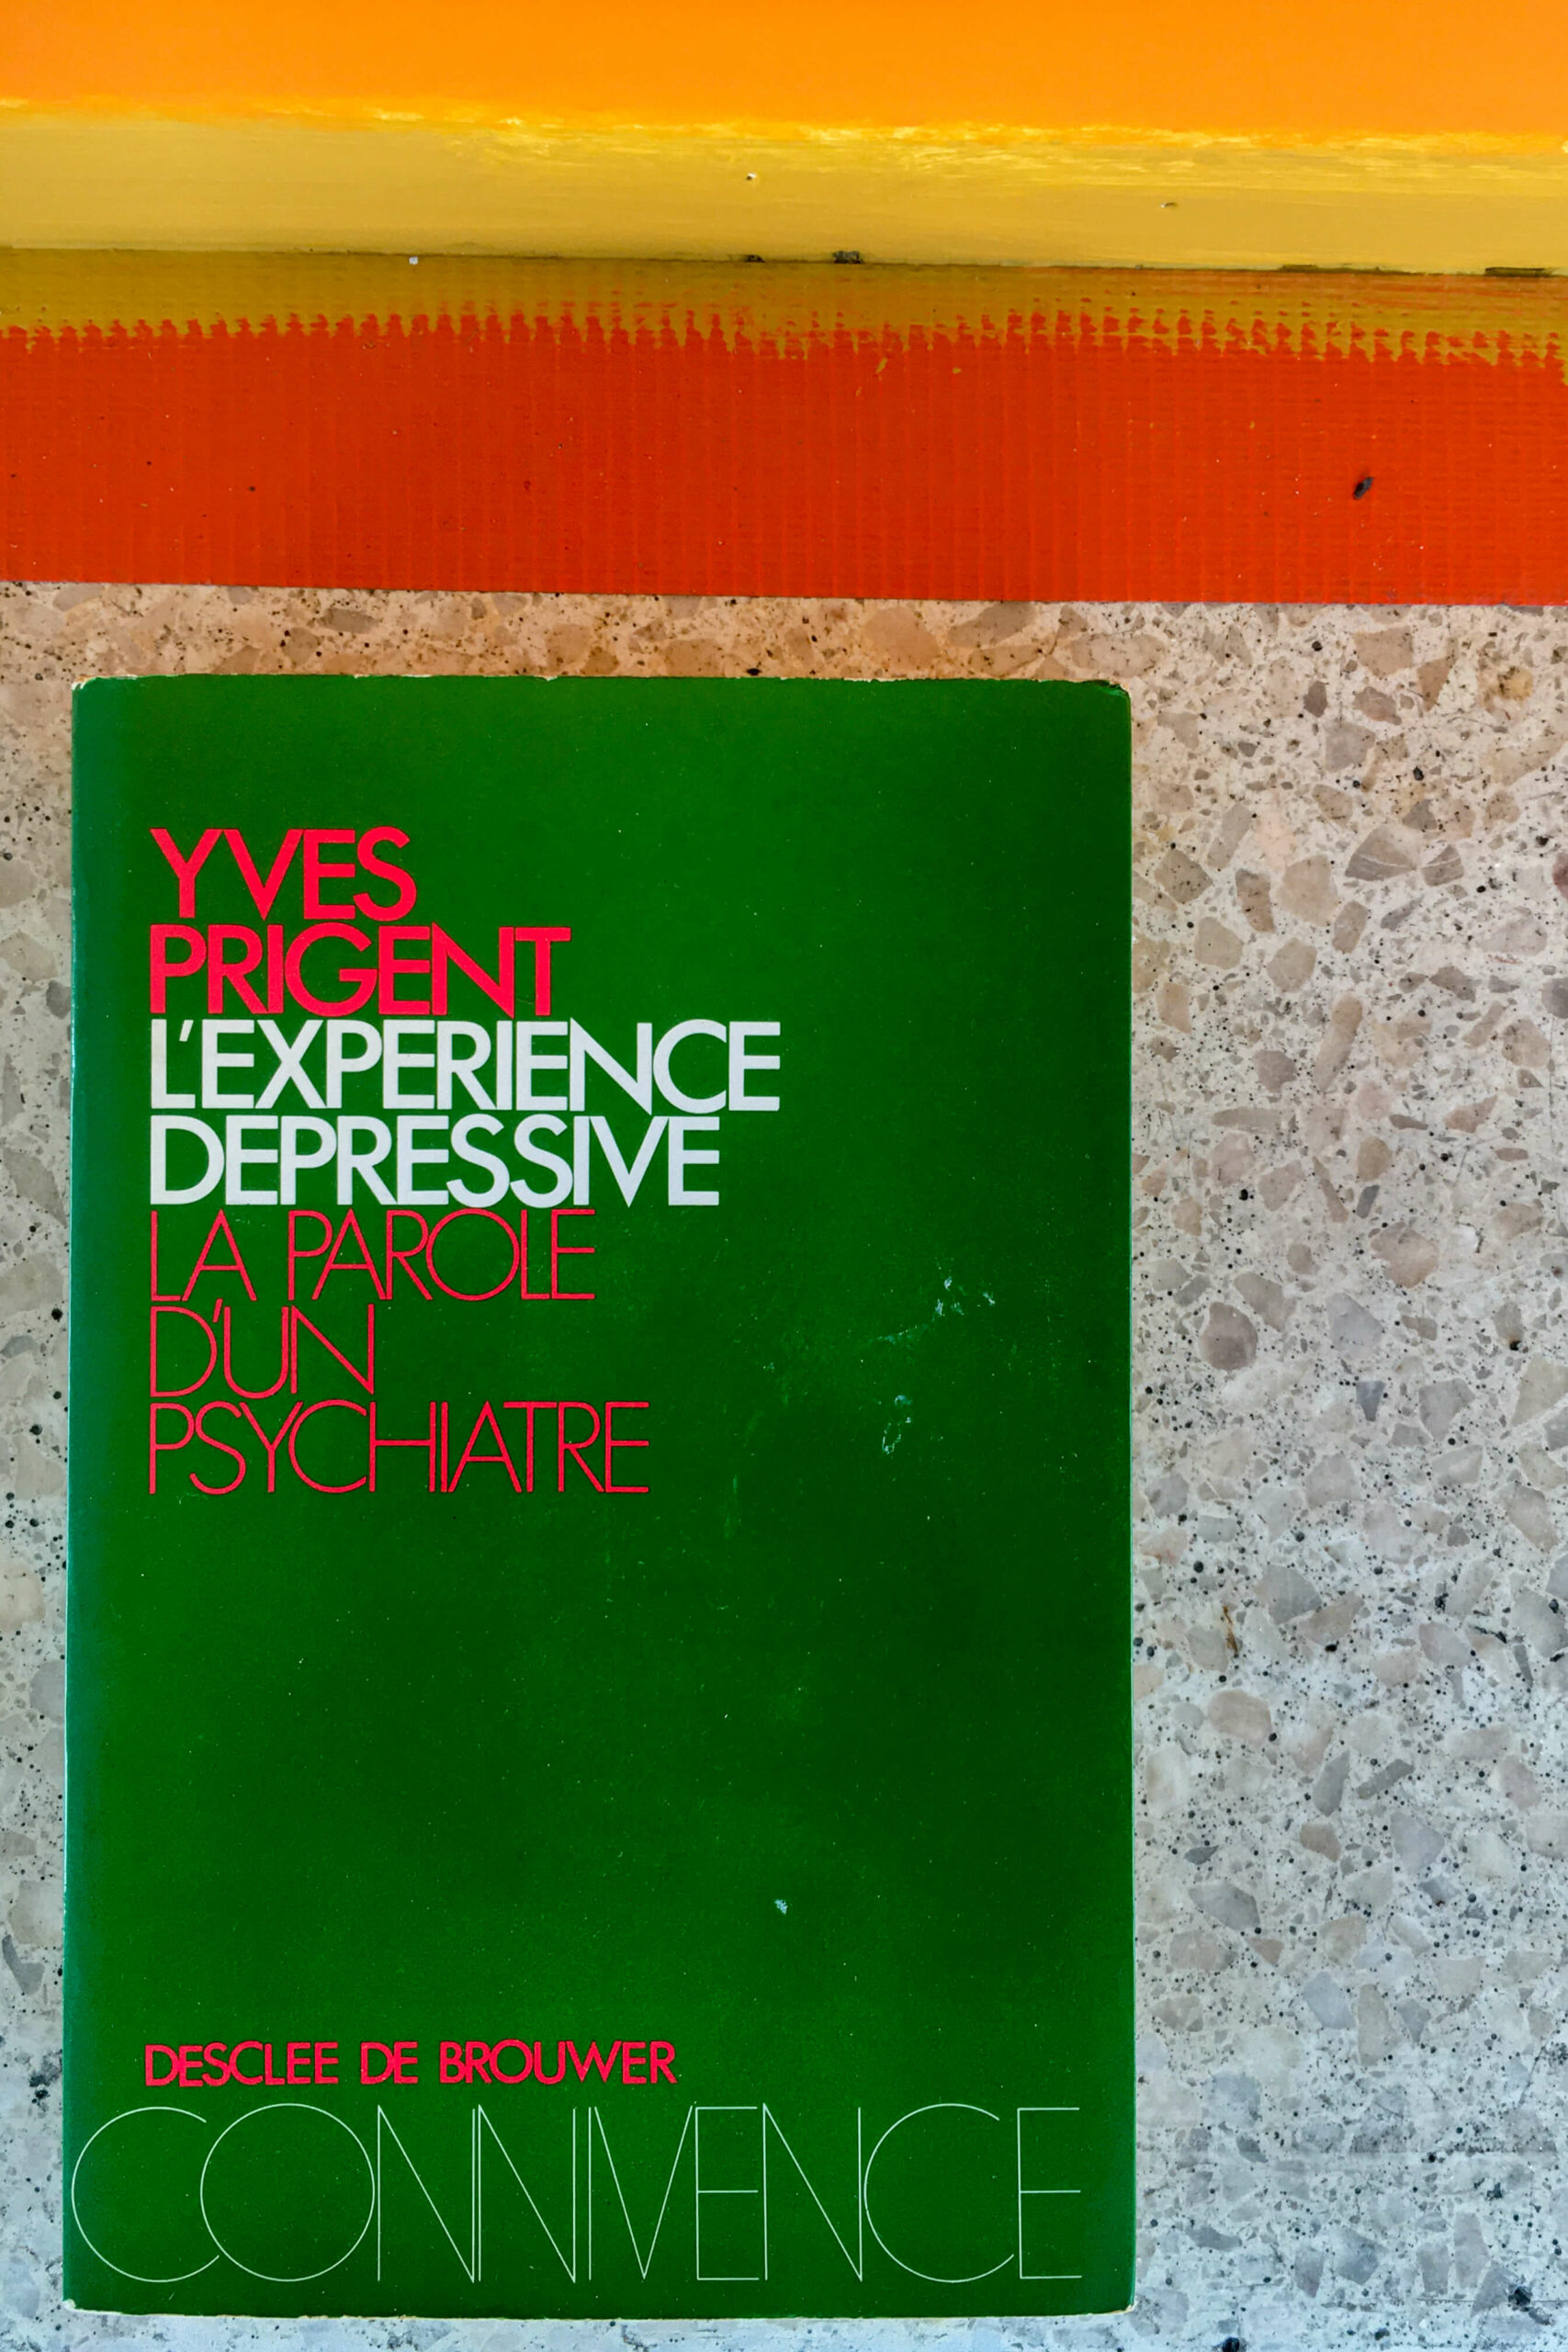 YVES
PRIGENT
L'EXPERIENCE
DEPRESSIVE
LA PAROLE
D'UN
PSYCHIATRE
DESCLEE DE BROUWER
CONNIVENCE